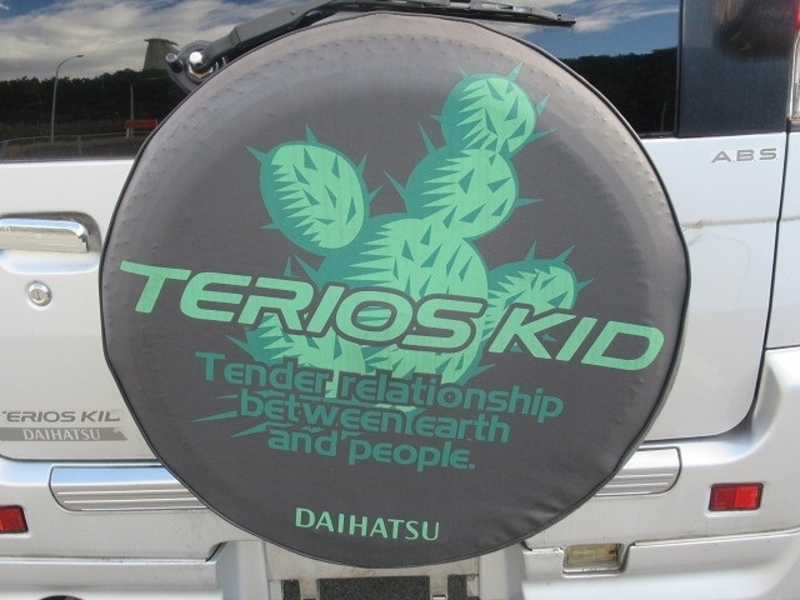 ABS
TERIOS KID
Tender relationship
between earth
and people.
DAIHATSU
TERIOS KID
DAIHATSU